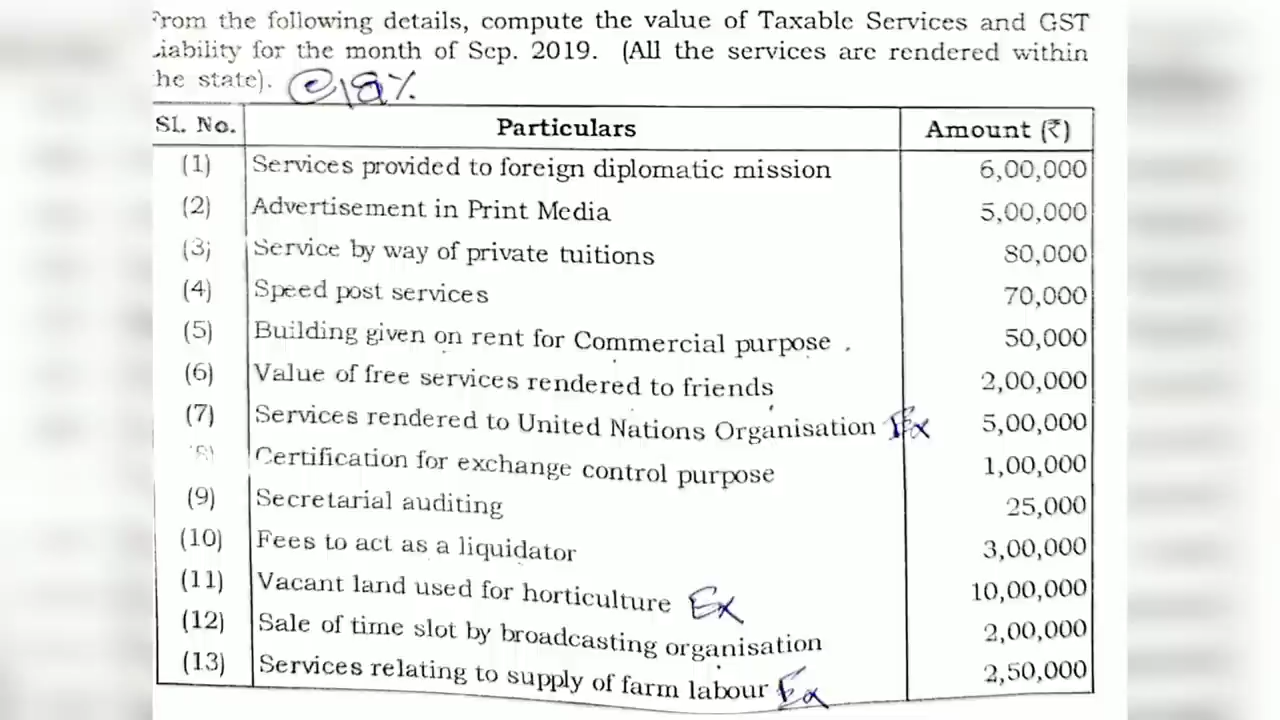 From the following details, compute the value of Taxable Services and GST
Liability for the month of Sep. 2019. (All the services are rendered within
the state). @18%
Sl. No. Particulars Amount (₹)
(1) Services provided to foreign diplomatic mission 6,00,000
(2) Advertisement in Print Media 5,00,000
(3) Service by way of private tuitions 80,000
(4) Speed post services 70,000
(5) Building given on rent for Commercial purpose . 50,000
(6) Value of free services rendered to friends 2,00,000
(7) Services rendered to United Nations Organisation Ex 5,00,000
(8) Certification for exchange control purpose 1,00,000
(9) Secretarial auditing 25,000
(10) Fees to act as a liquidator 3,00,000
(11) Vacant land used for horticulture Ex 10,00,000
(12) Sale of time slot by broadcasting organisation 2,00,000
(13) Services relating to supply of farm labour Ex 2,50,000